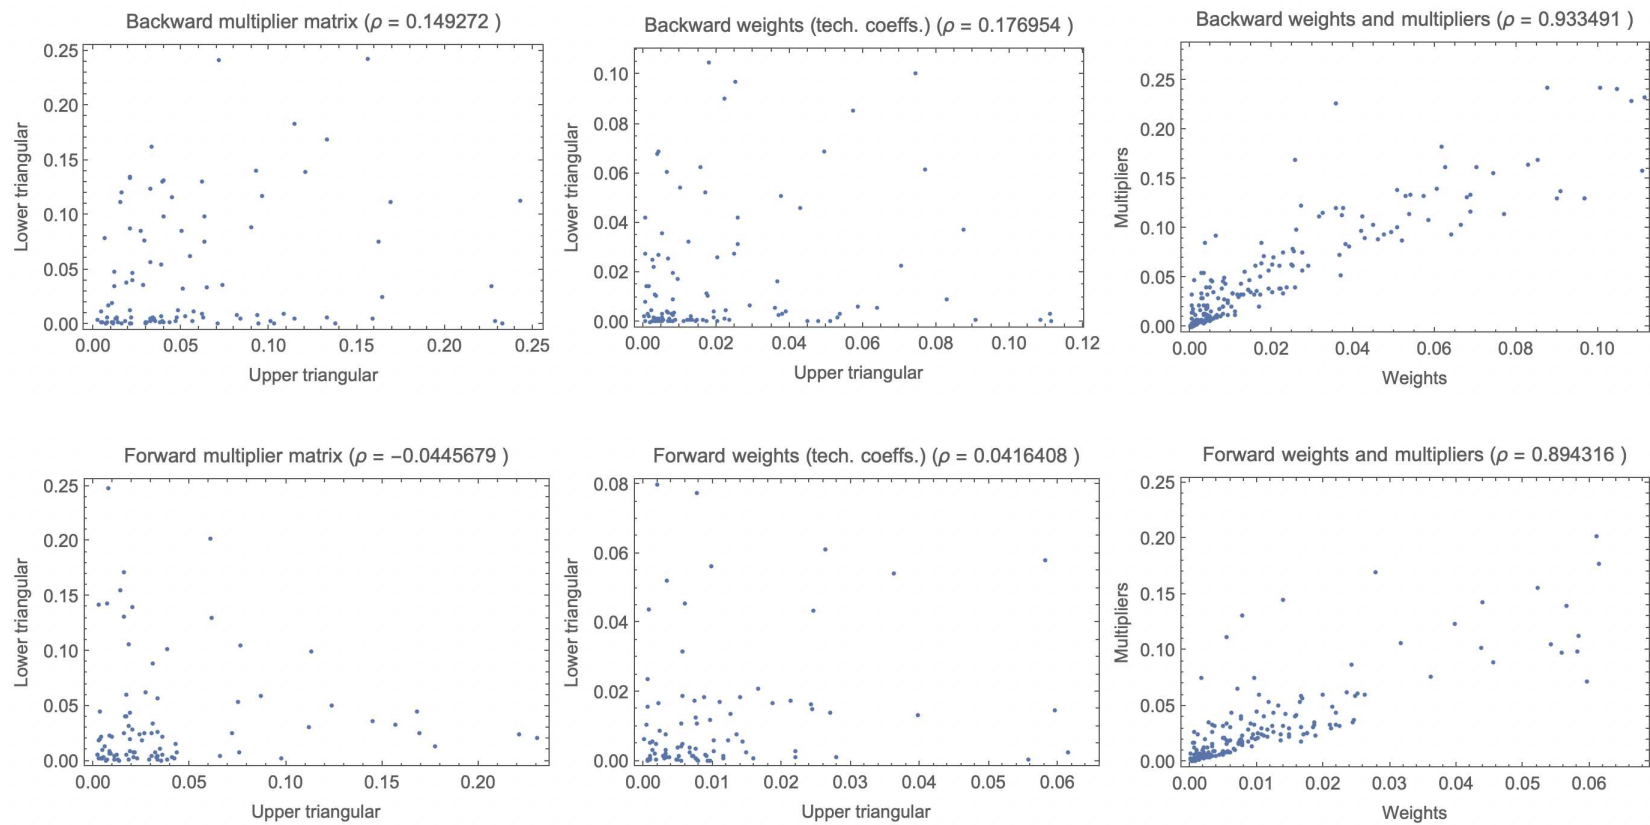 Backward multiplier matrix (ρ = 0.149272 )
0.25
0.20
0.15
0.10
0.05
0.00
Lower triangular
0.00 0.05 0.10 0.15 0.20 0.25
Upper triangular
Backward weights (tech. coeffs.) (ρ = 0.176954 )
0.10
0.08
0.06
0.04
0.02
0.00
Lower triangular
0.00 0.02 0.04 0.06 0.08 0.10 0.12
Upper triangular
Backward weights and multipliers (ρ = 0.933491 )
0.25
0.20
0.15
0.10
0.05
0.00
Multipliers
0.00 0.02 0.04 0.06 0.08 0.10
Weights
Forward multiplier matrix (ρ = −0.0445679 )
0.25
0.20
0.15
0.10
0.05
0.00
Lower triangular
0.00 0.05 0.10 0.15 0.20
Upper triangular
Forward weights (tech. coeffs.) (ρ = 0.0416408 )
0.08
0.06
0.04
0.02
0.00
Lower triangular
0.00 0.01 0.02 0.03 0.04 0.05 0.06
Upper triangular
Forward weights and multipliers (ρ = 0.894316 )
0.25
0.20
0.15
0.10
0.05
0.00
Multipliers
0.00 0.01 0.02 0.03 0.04 0.05 0.06
Weights